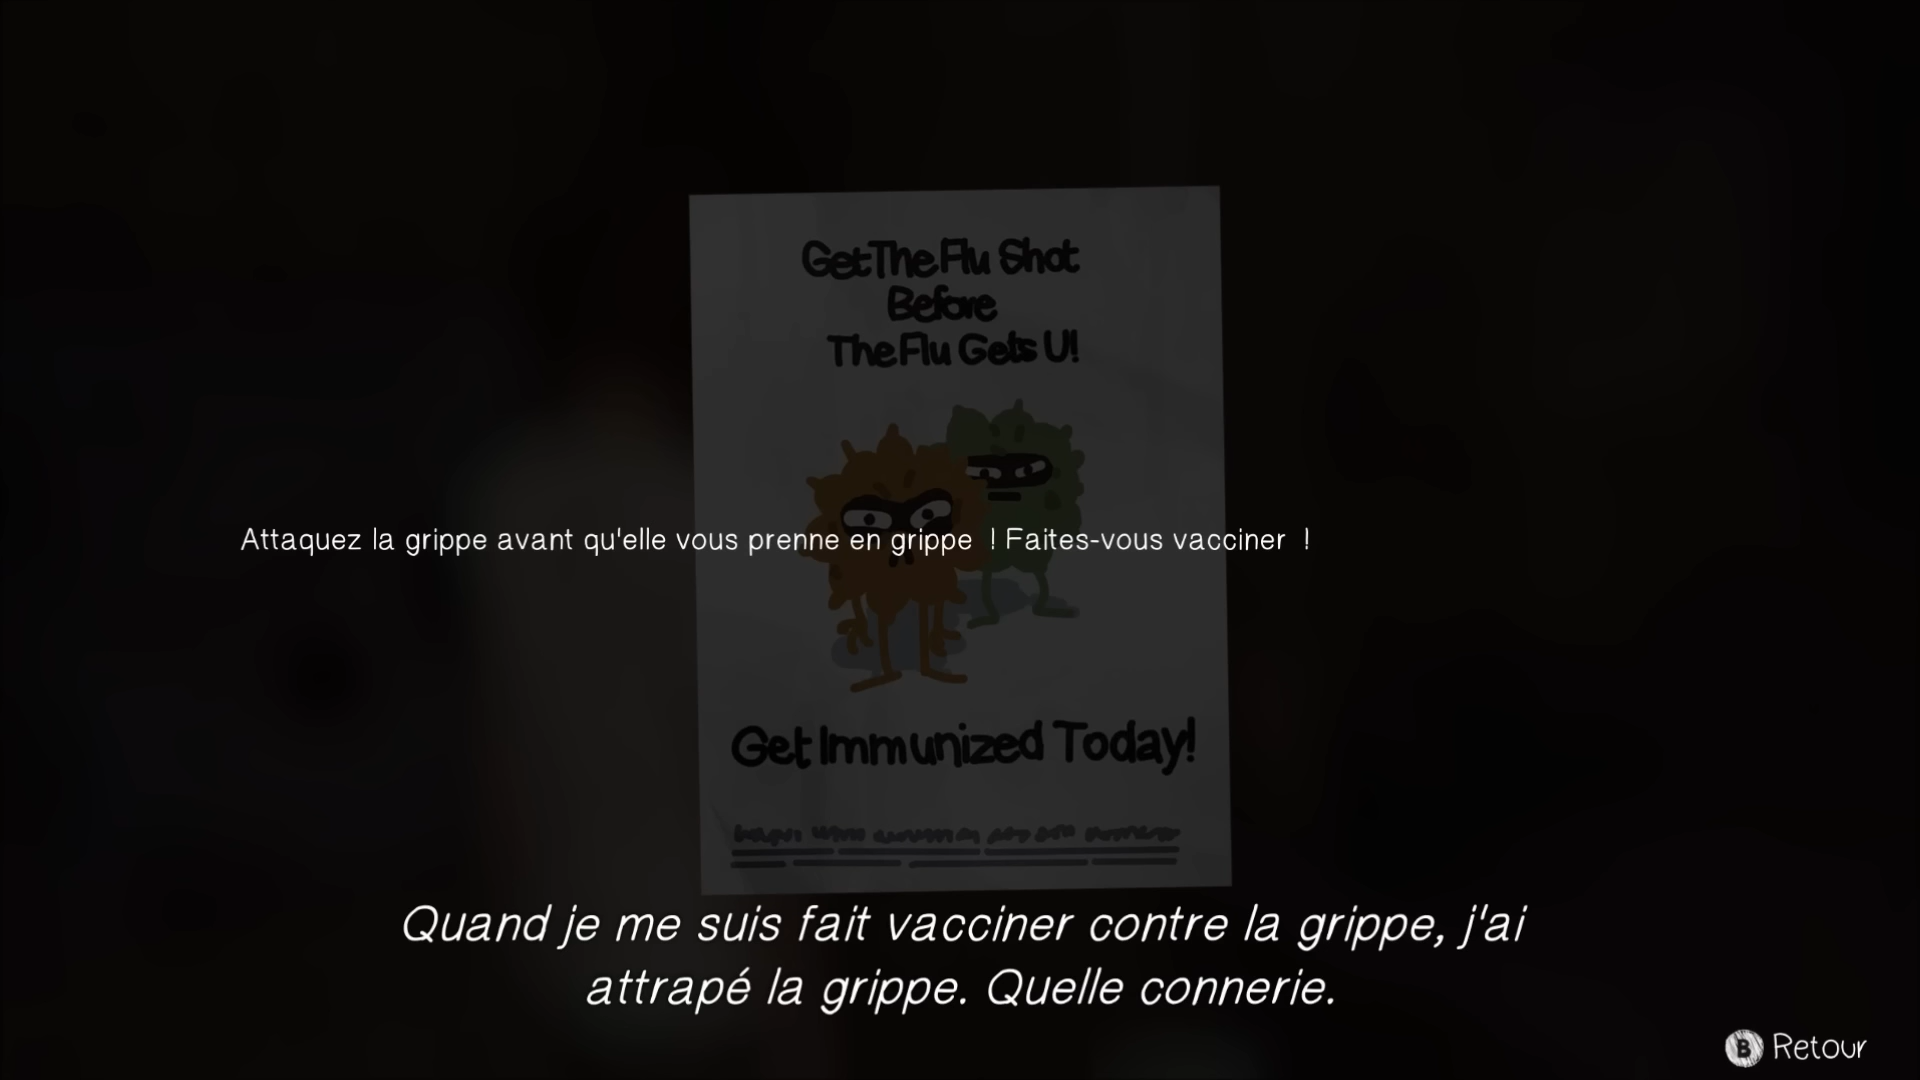 Get The Flu Shot
Before
The Flu Gets U!
Attaquez la grippe avant qu'elle vous prenne en grippe ! Faites-vous vacciner !
Get Immunized Today!
Quand je me suis fait vacciner contre la grippe, j'ai
attrapé la grippe. Quelle connerie.
B Retour